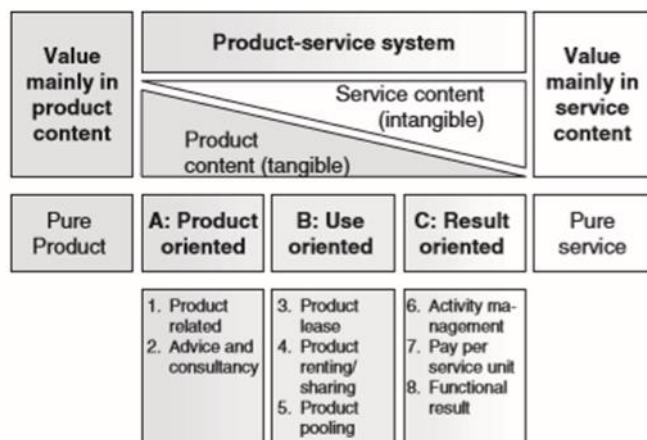 Value
mainly in
product
content
Product-service system
Service content
(intangible)
Product
content (tangible)
Value
mainly in
service
content
Pure
Product
A: Product
oriented
B: Use
oriented
C: Result
oriented
Pure
service
1. Product
related
2. Advice and
consultancy
3. Product
lease
4. Product
renting/
sharing
5. Product
pooling
6. Activity ma-
nagement
7. Pay per
service unit
8. Functional
result